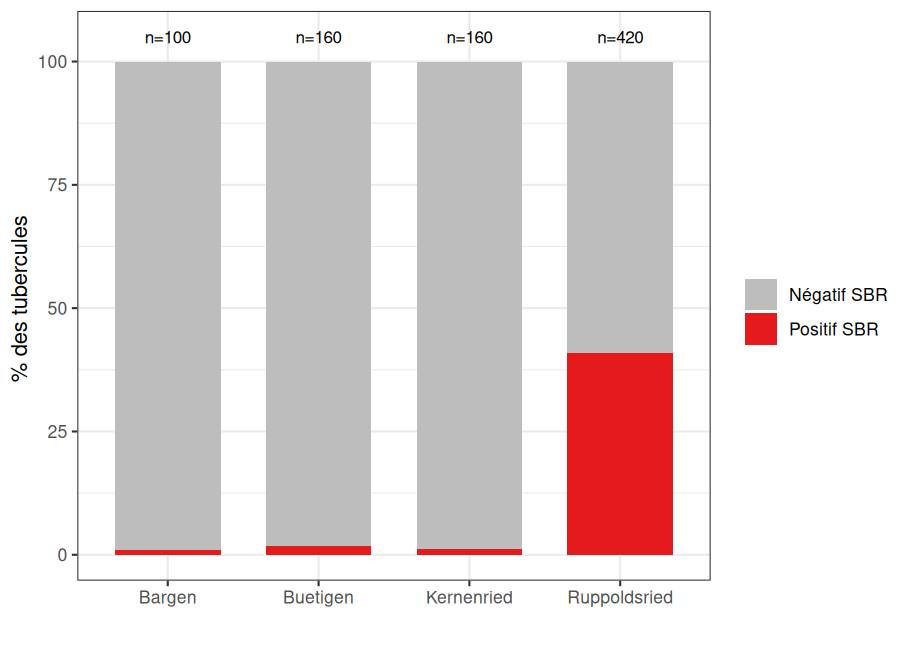 n=100 n=160 n=160 n=420
100
75
50
25
0
% des tubercules
Négatif SBR
Positif SBR
Bargen Buetigen Kernenried Ruppoldsried